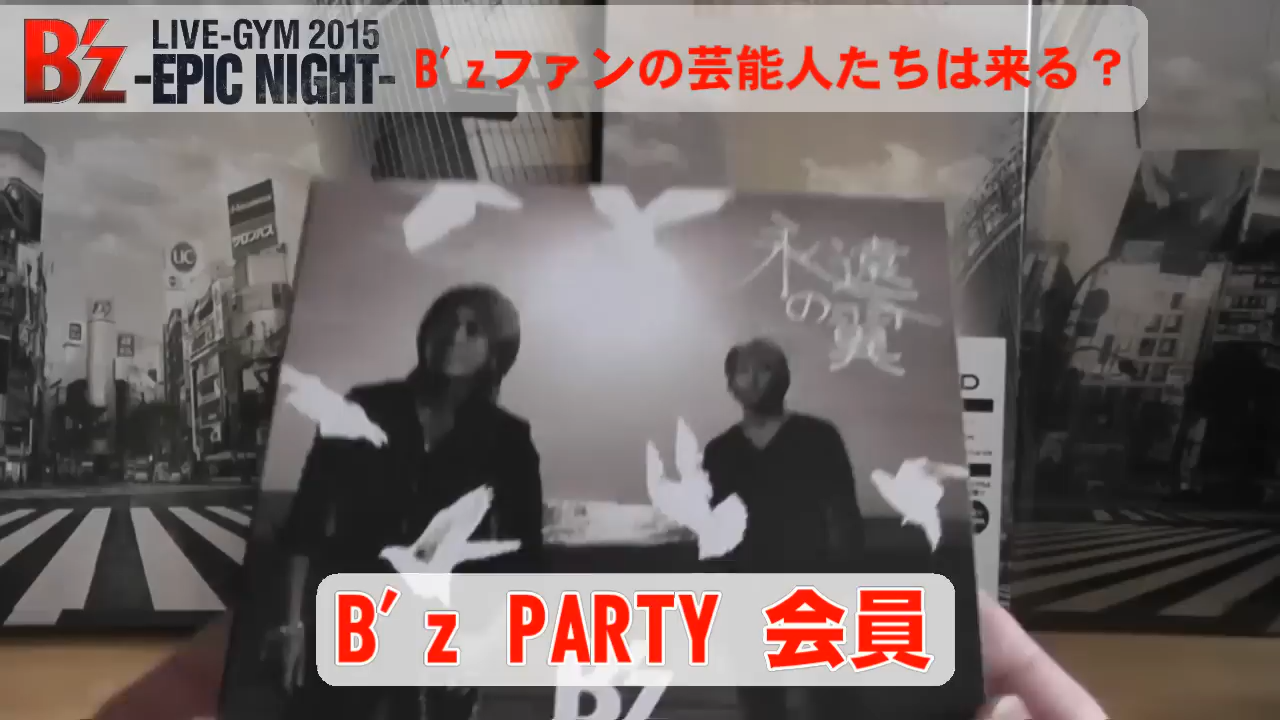 B'z LIVE-GYM 2015
-EPIC NIGHT-
B'zファンの芸能人たちは来る?
UC
永遠
の翼
D
B'z PARTY 会員
B'z